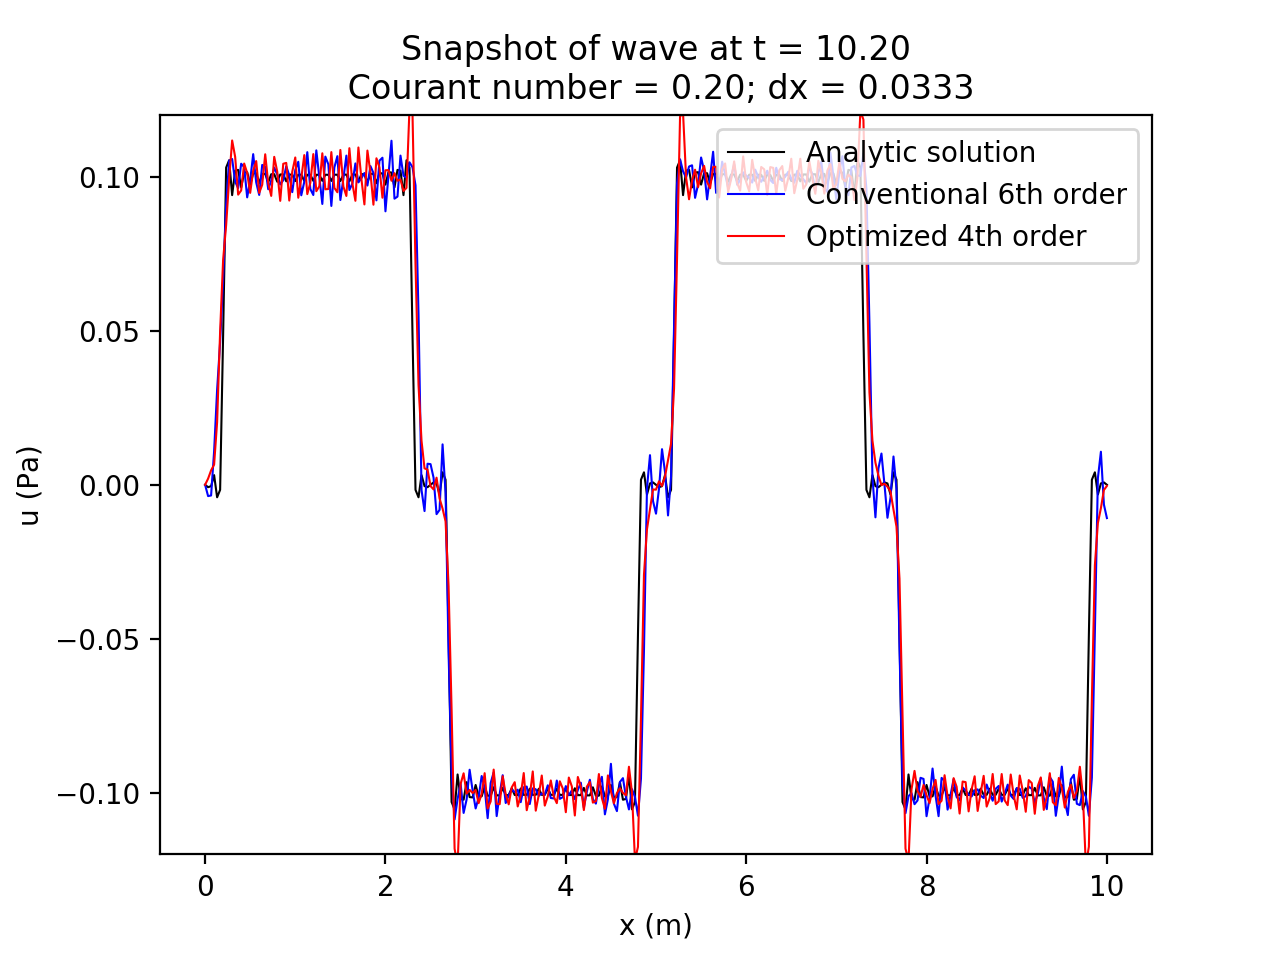 Snapshot of wave at t = 10.20
Courant number = 0.20; dx = 0.0333
Analytic solution
Conventional 6th order
Optimized 4th order
0.10
0.05
0.00
−0.05
−0.10
u (Pa)
0 2 4 6 8 10
x (m)